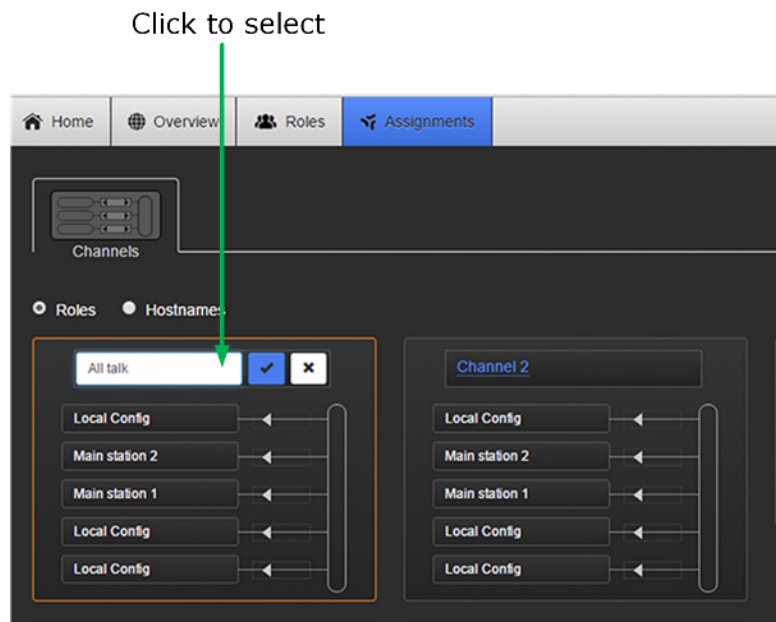 Click to select
Home Overview Roles Assignments
Channels
Roles Hostnames
All talk
Channel 2
Local Config Local Config
Main station 2 Main station 2
Main station 1 Main station 1
Local Config Local Config
Local Config Local Config